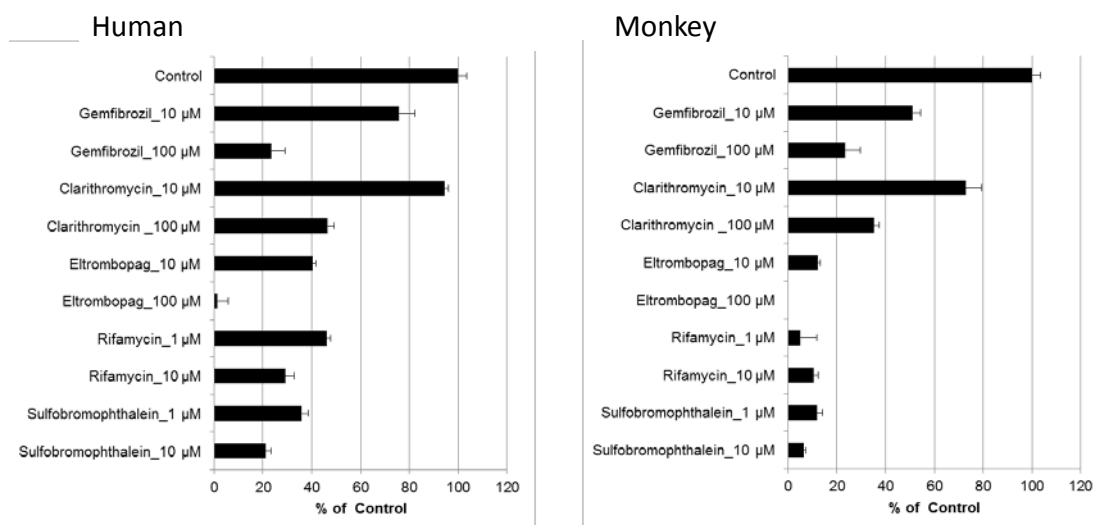 Human
Control
Gemfibrozil_10 µM
Gemfibrozil_100 µM
Clarithromycin_10 µM
Clarithromycin _100 µM
Eltrombopag_10 µM
Eltrombopag_100 µM
Rifamycin_1 µM
Rifamycin_10 µM
Sulfobromophthalein_1 µM
Sulfobromophthalein_10 µM
0 20 40 60 80 100 120
% of Control
Monkey
Control
Gemfibrozil_10 µM
Gemfibrozil_100 µM
Clarithromycin_10 µM
Clarithromycin _100 µM
Eltrombopag_10 µM
Eltrombopag_100 µM
Rifamycin_1 µM
Rifamycin_10 µM
Sulfobromophthalein_1 µM
Sulfobromophthalein_10 µM
0 20 40 60 80 100 120
% of Control